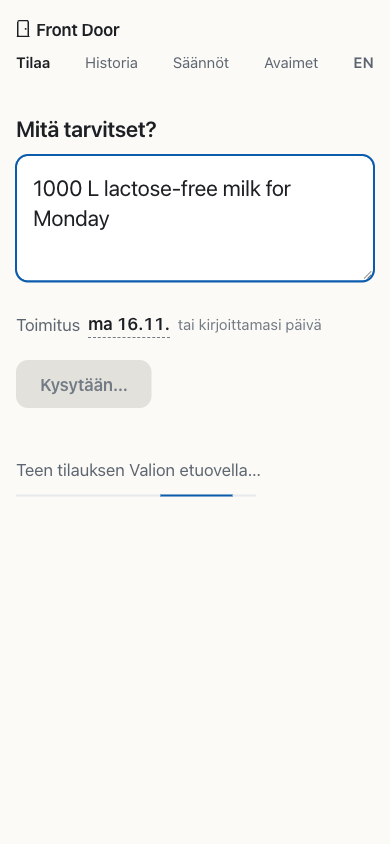 Front Door
Tilaa Historia Säännöt Avaimet EN
Mitä tarvitset?
1000 L lactose-free milk for
Monday
Toimitus ma 16.11. tai kirjoittamasi päivä
Kysytään...
Teen tilauksen Valion etuovella...